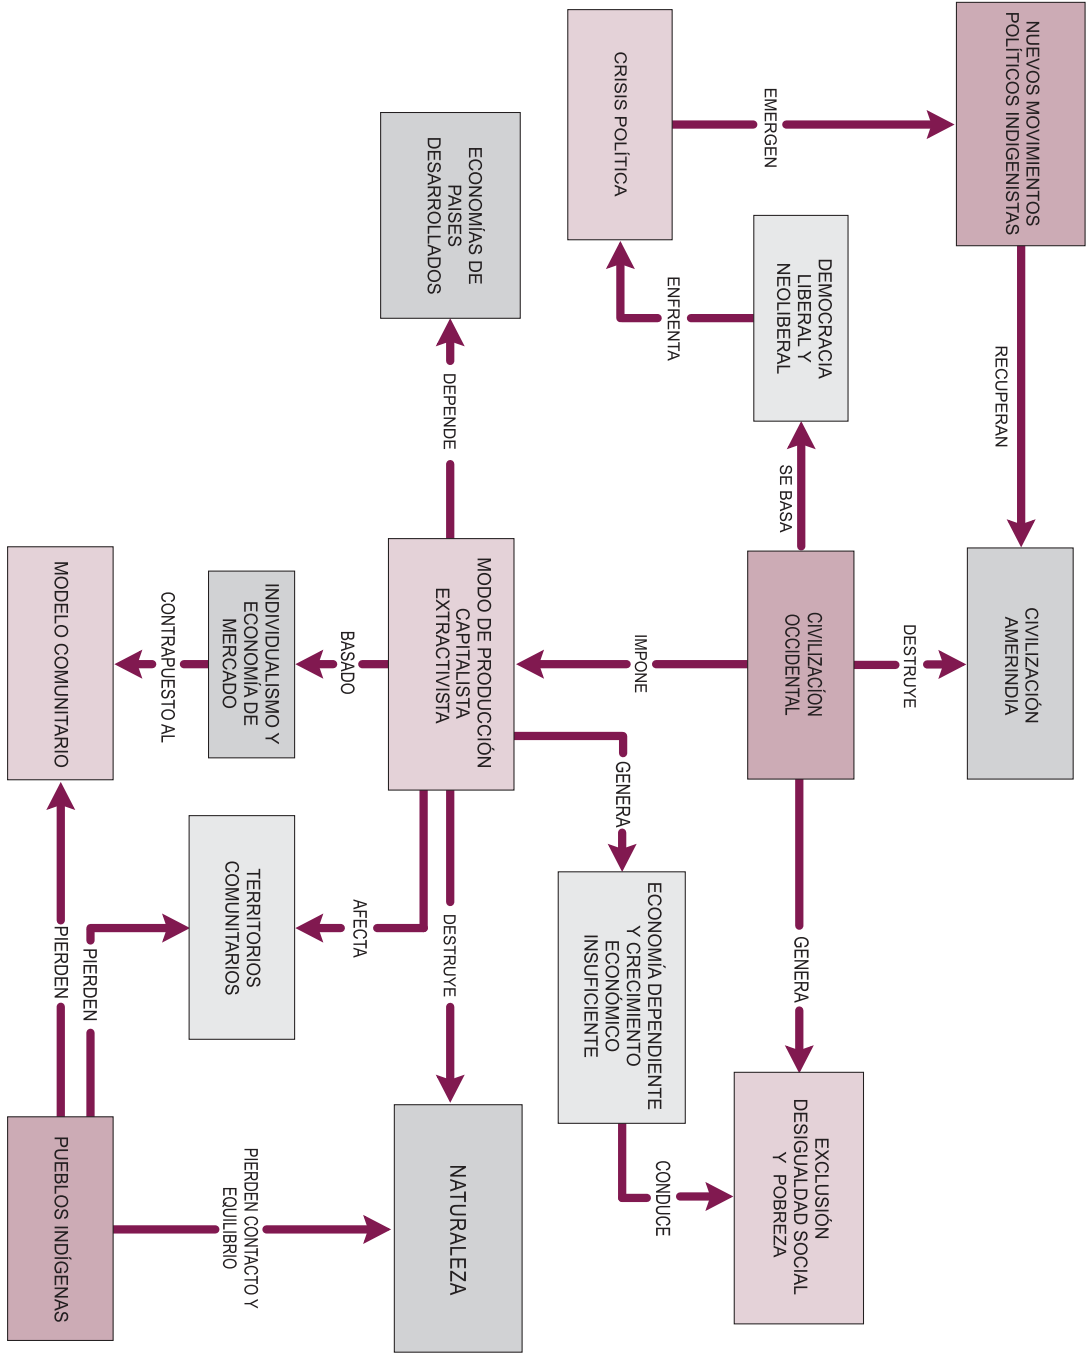 NUEVOS MOVIMIENTOS
POLÍTICOS INDIGENISTAS
RECUPERAN
CIVILIZACIÓN
AMERINDIA
DESTRUYE
EMERGEN
DEMOCRACIA
LIBERAL Y
NEOLIBERAL
SE BASA
CIVILIZACÍON
OCCIDENTAL
GENERA
EXCLUSIÓN
DESIGUALDAD SOCIAL
Y POBREZA
CRISIS POLÍTICA
ENFRENTA
IMPONE
GENERA
ECONOMÍA DEPENDIENTE
Y CRECIMIENTO
ECONÓMICO
INSUFICIENTE
CONDUCE
ECONOMÍAS DE
PAISES
DESARROLLADOS
DEPENDE
MODO DE PRODUCCIÓN
CAPITALISTA
EXTRACTIVISTA
DESTRUYE
NATURALEZA
BASADO
AFECTA
INDIVIDUALISMO Y
ECONOMÍA DE
MERCADO
TERRITORIOS
COMUNITARIOS
PIERDEN CONTACTO Y
EQUILIBRIO
CONTRAPUESTO AL
PIERDEN
MODELO COMUNITARIO
PIERDEN
PUEBLOS INDÍGENAS